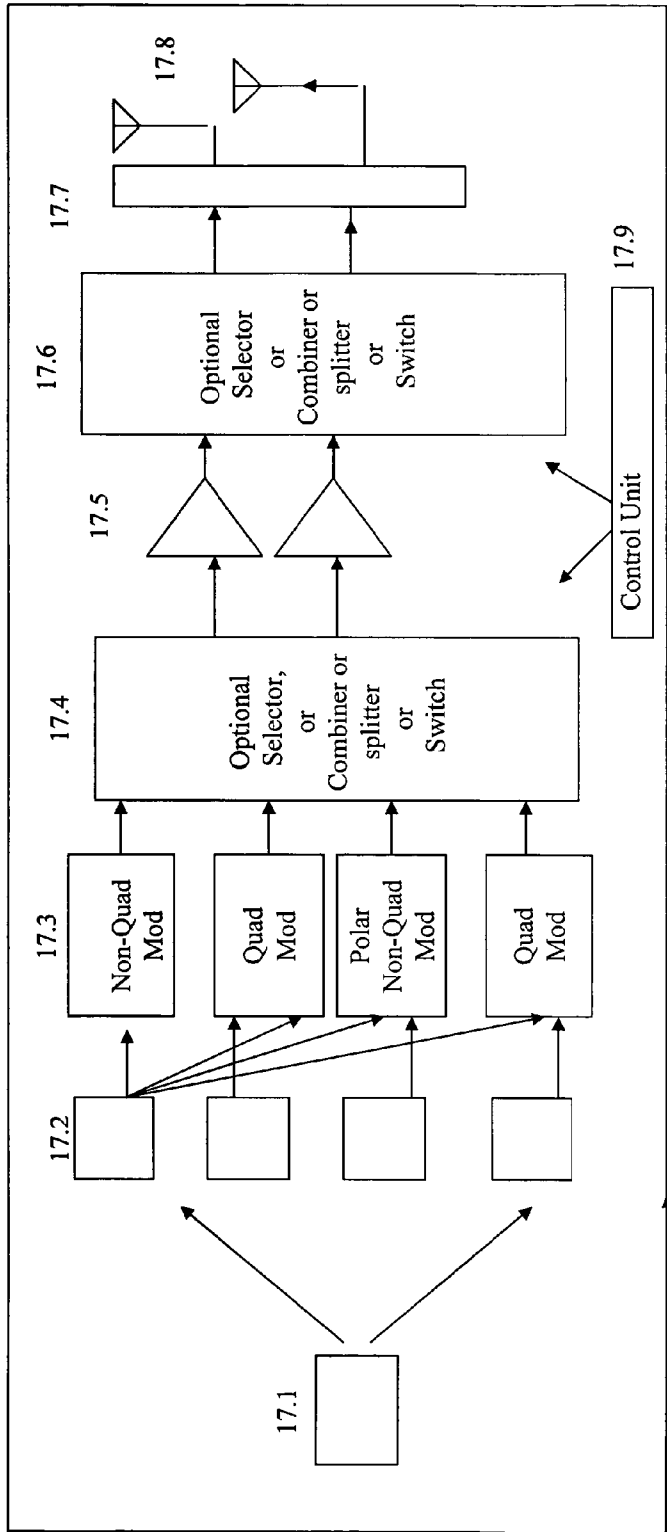 17.1
17.2
17.3
Non-Quad
Mod
Quad
Mod
Polar
Non-Quad
Mod
Quad
Mod
17.4
Optional
Selector,
or
Combiner or
splitter
or
Switch
17.5
17.6
Optional
Selector
or
Combiner or
splitter
or
Switch
17.7
17.8
Control Unit
17.9